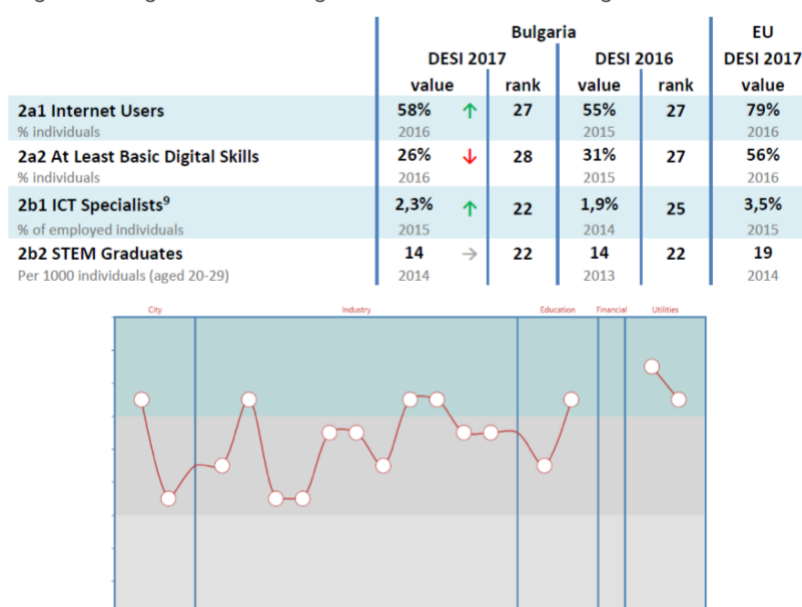 Bulgaria EU
DESI 2017 DESI 2016 DESI 2017
value rank value rank value
2a1 Internet Users 58% ↑ 27 55% 27 79%
% individuals 2016 2015 2016
2a2 At Least Basic Digital Skills 26% ↓ 28 31% 27 56%
% individuals 2016 2015 2016
2b1 ICT Specialists⁹ 2,3% ↑ 22 1,9% 25 3,5%
% of employed individuals 2015 2014 2015
2b2 STEM Graduates 14 → 22 14 22 19
Per 1000 individuals (aged 20-29) 2014 2013 2014
City Industry Education Financial Utilities